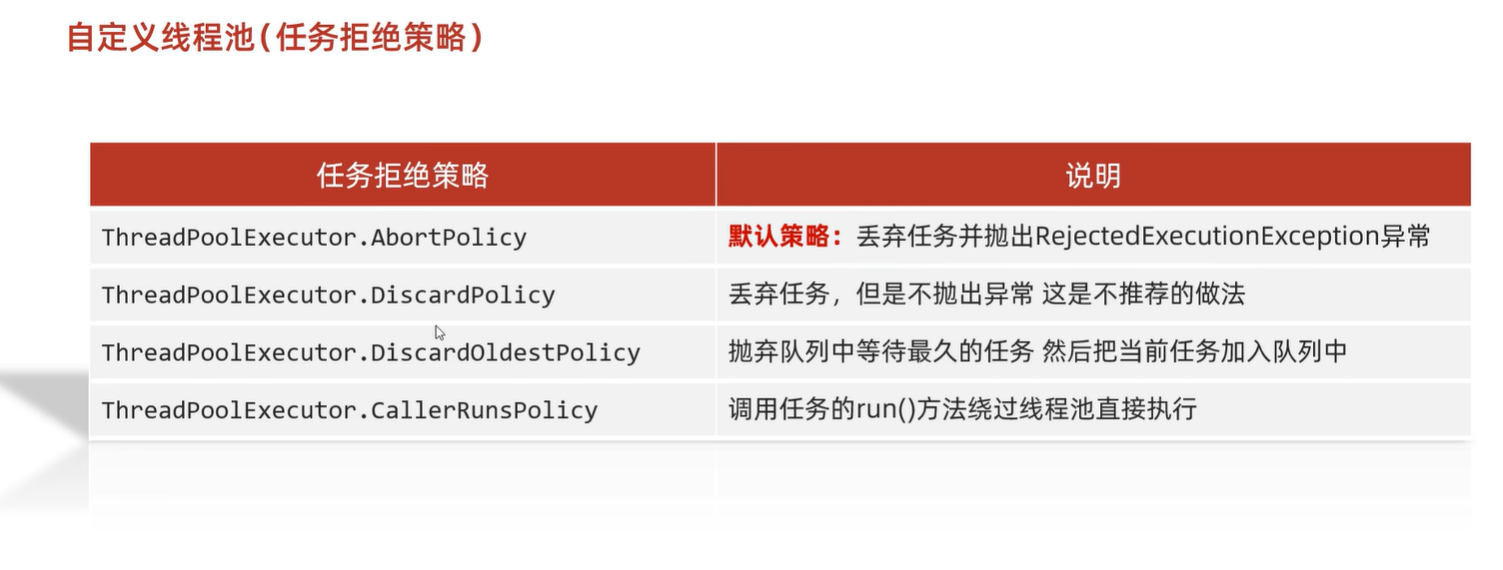 自定义线程池(任务拒绝策略)
任务拒绝策略 说明
ThreadPoolExecutor.AbortPolicy 默认策略：丢弃任务并抛出RejectedExecutionException异常
ThreadPoolExecutor.DiscardPolicy 丢弃任务，但是不抛出异常 这是不推荐的做法
ThreadPoolExecutor.DiscardOldestPolicy 抛弃队列中等待最久的任务 然后把当前任务加入队列中
ThreadPoolExecutor.CallerRunsPolicy 调用任务的run()方法绕过线程池直接执行